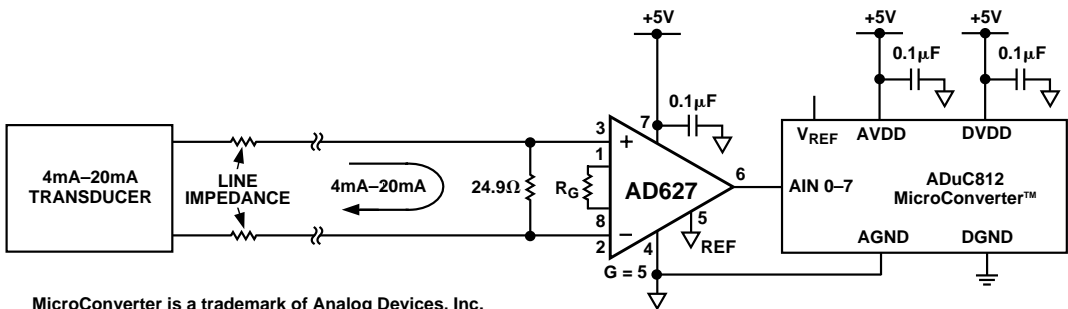 +5V
+5V
+5V
0.1µF
0.1µF
0.1µF
4mA–20mA
TRANSDUCER
LINE
IMPEDANCE
4mA–20mA
24.9Ω
3
1
RG
8
2
+
–
7
AD627
4
5
REF
6
G = 5
VREF
AVDD
DVDD
AIN 0–7
ADuC812
MicroConverter™
AGND
DGND
MicroConverter is a trademark of Analog Devices, Inc.